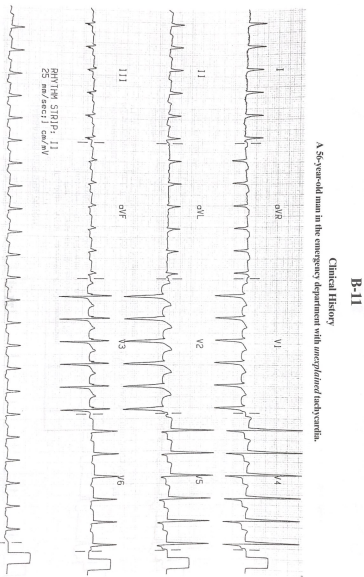 B-11
Clinical History
A 56-year-old man in the emergency department with unexplained tachycardia.
I aVR V1 V4
II aVL V2 V5
III aVF V3 V6
RHYTHM STRIP: II
25 mm/sec;1 cm/mV